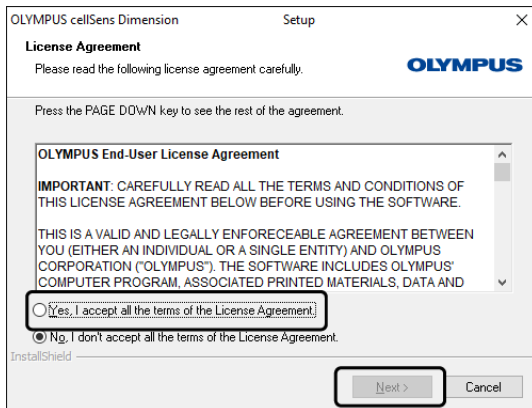 OLYMPUS cellSens Dimension Setup
License Agreement
Please read the following license agreement carefully.
OLYMPUS
Press the PAGE DOWN key to see the rest of the agreement.
OLYMPUS End-User License Agreement
IMPORTANT: CAREFULLY READ ALL THE TERMS AND CONDITIONS OF
THIS LICENSE AGREEMENT BELOW BEFORE USING THE SOFTWARE.
THIS IS A VALID AND LEGALLY ENFORECEABLE AGREEMENT BETWEEN
YOU (EITHER AN INDIVIDUAL OR A SINGLE ENTITY) AND OLYMPUS
CORPORATION ("OLYMPUS"). THE SOFTWARE INCLUDES OLYMPUS'
COMPUTER PROGRAM, ASSOCIATED PRINTED MATERIALS, DATA AND
Yes, I accept all the terms of the License Agreement.
No, I don't accept all the terms of the License Agreement.
InstallShield
Next >
Cancel